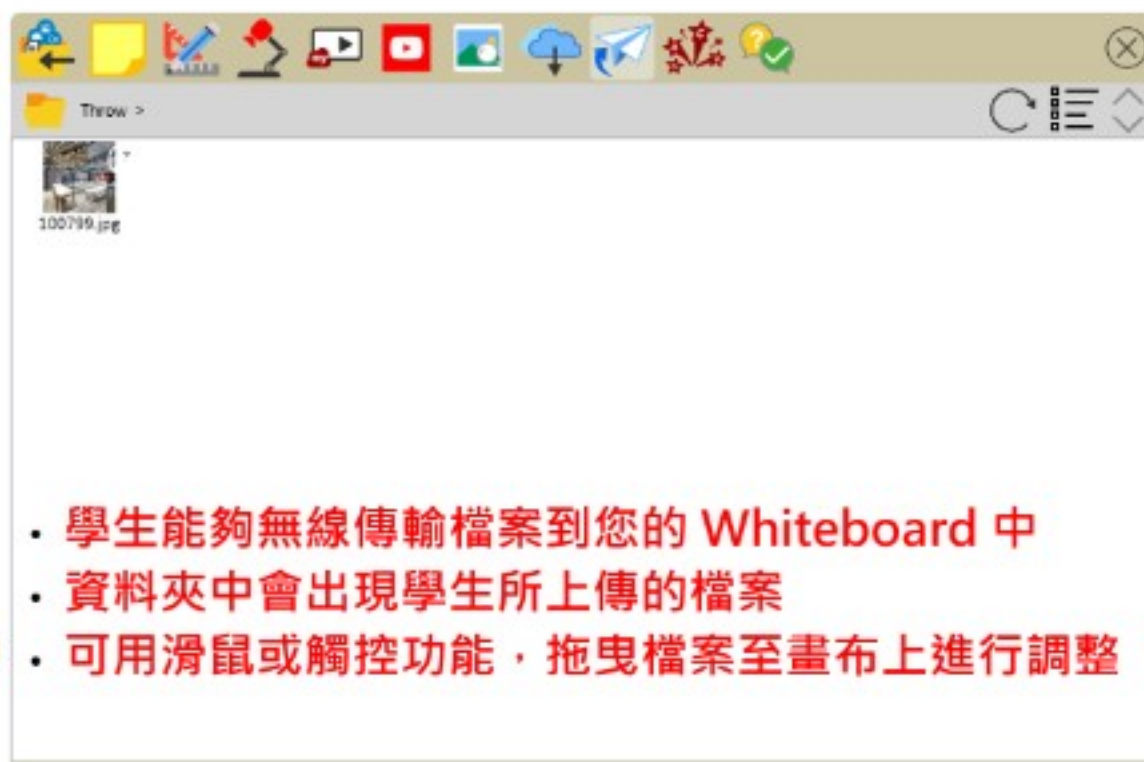 Throw >
100799.jpg
• 學生能夠無線傳輸檔案到您的 Whiteboard 中
• 資料夾中會出現學生所上傳的檔案
• 可用滑鼠或觸控功能，拖曳檔案至畫布上進行調整